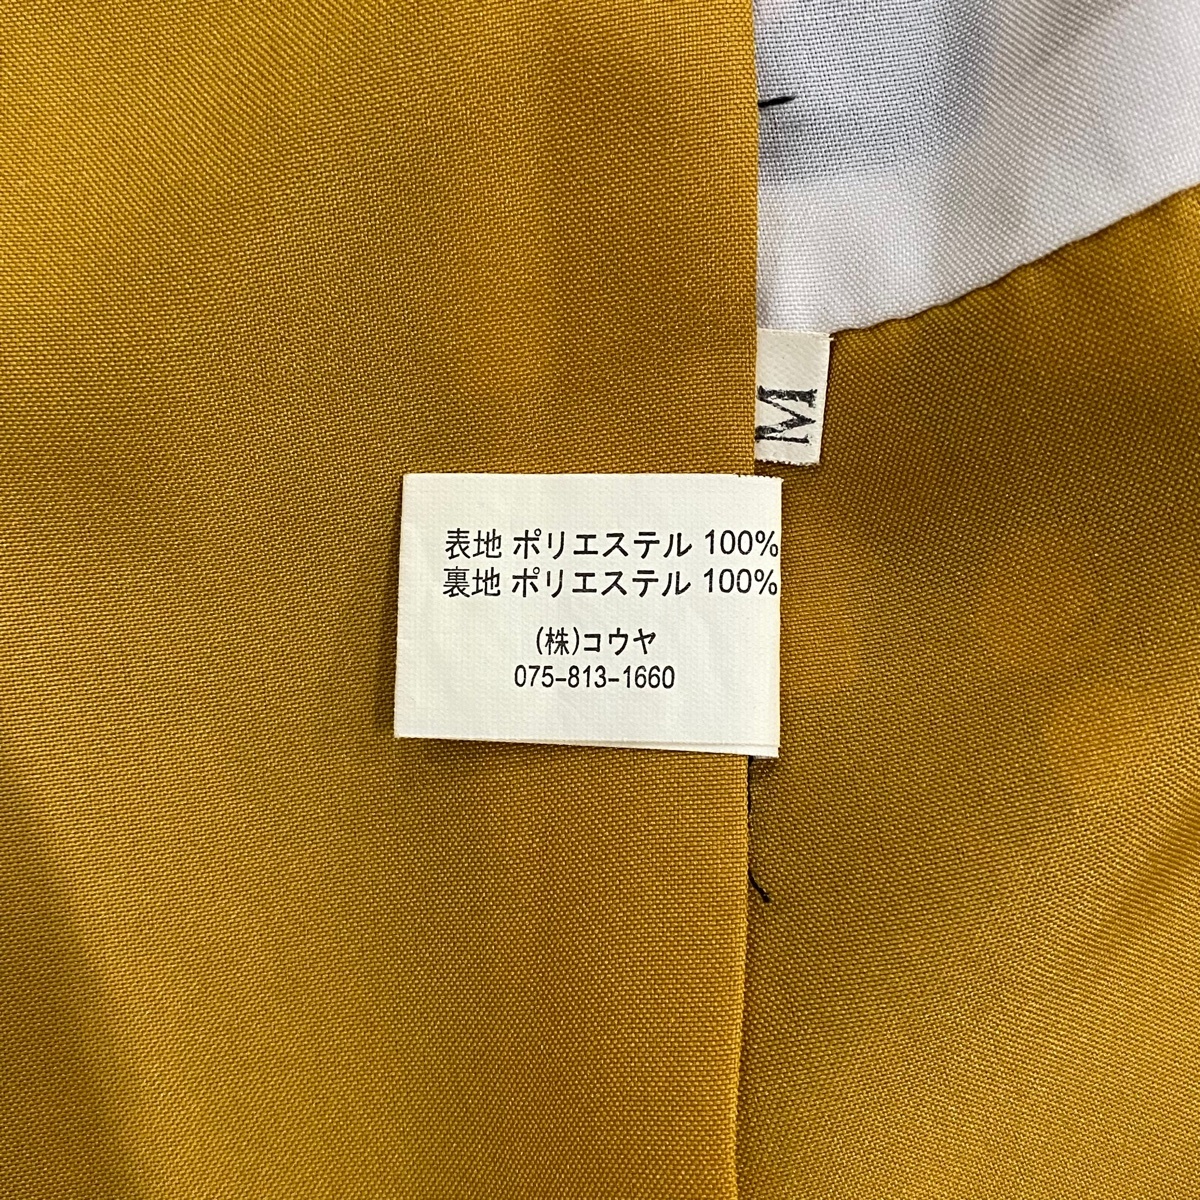 M
表地 ポリエステル 100%
裏地 ポリエステル 100%
(株)コウヤ
075-813-1660